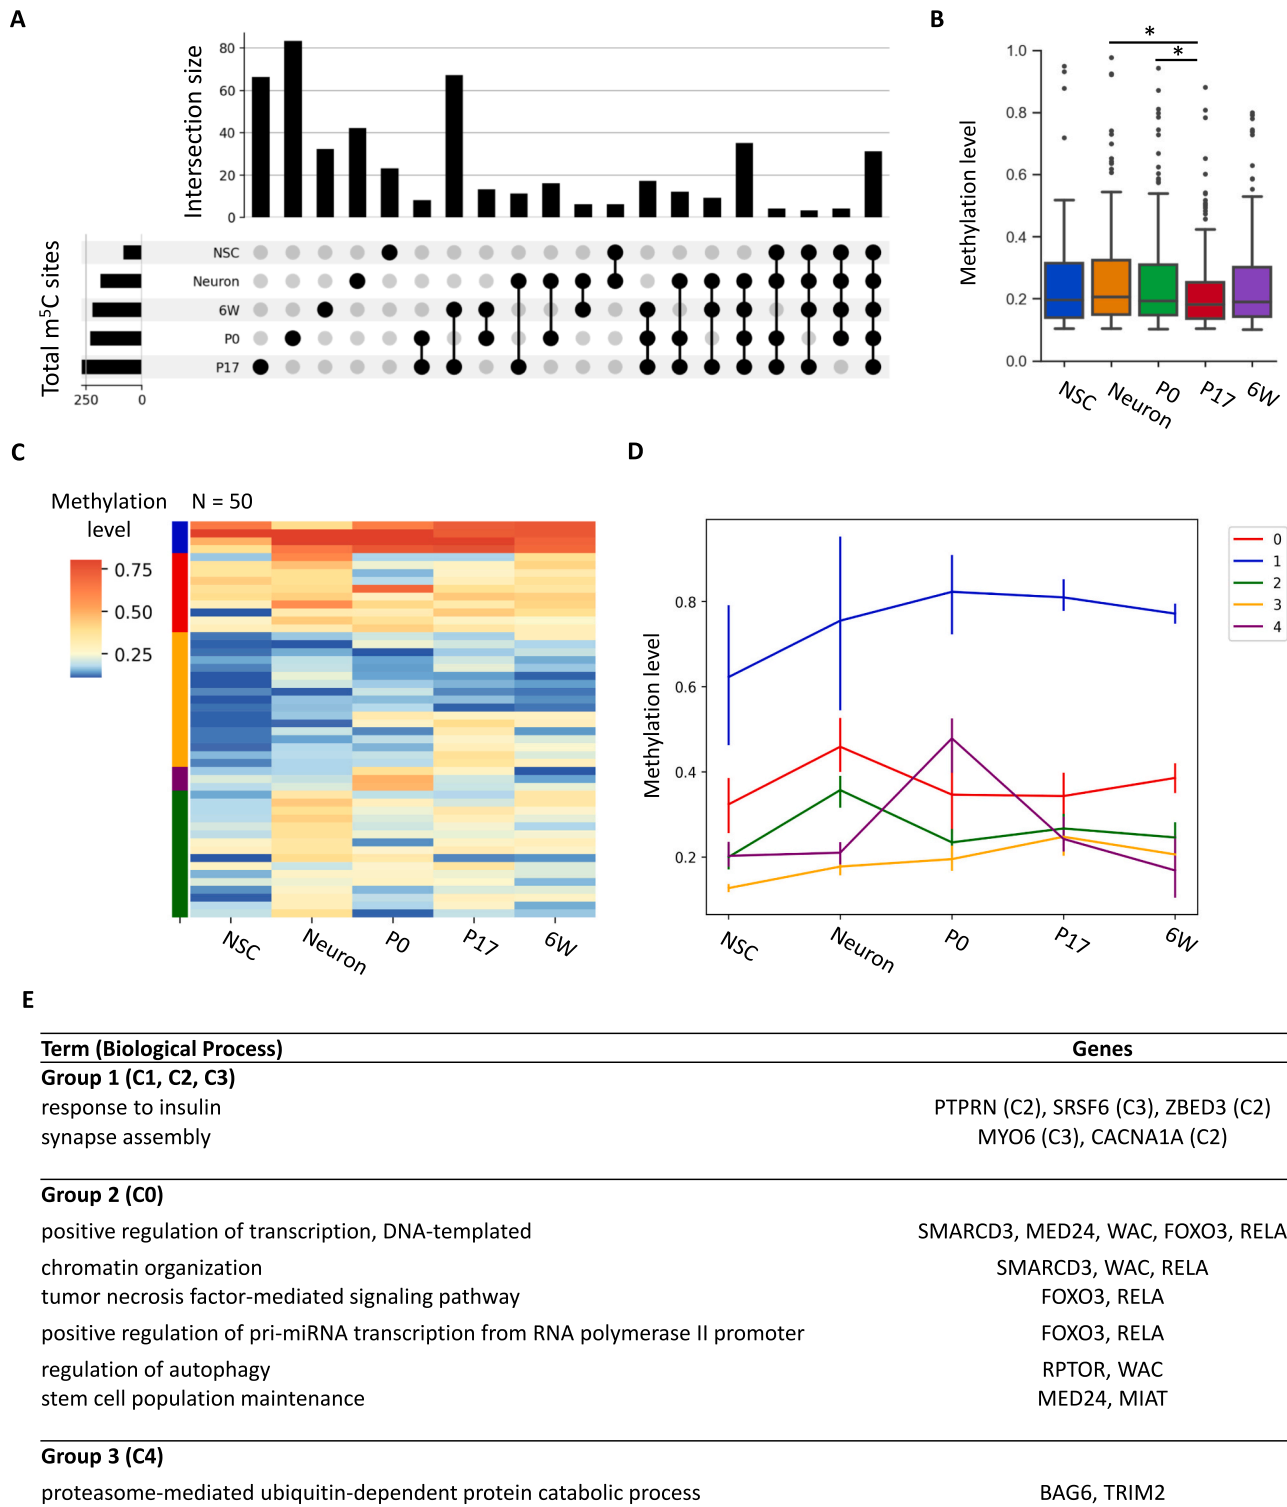 A
B
Intersection size
80
60
40
20
0
NSC
Neuron
6W
P0
P17
Total m⁵C sites
250
0
*
*
Methylation level
1.0
0.8
0.6
0.4
0.2
0.0
NSC
Neuron
P0
P17
6W
C
D
Methylation level
N = 50
0.75
0.50
0.25
NSC
Neuron
P0
P17
6W
Methylation level
0.8
0.6
0.4
0.2
NSC
Neuron
P0
P17
6W
0
1
2
3
4
E
Term (Biological Process) Genes
Group 1 (C1, C2, C3)
response to insulin PTPRN (C2), SRSF6 (C3), ZBED3 (C2)
synapse assembly MYO6 (C3), CACNA1A (C2)
Group 2 (C0)
positive regulation of transcription, DNA-templated SMARCD3, MED24, WAC, FOXO3, RELA
chromatin organization SMARCD3, WAC, RELA
tumor necrosis factor-mediated signaling pathway FOXO3, RELA
positive regulation of pri-miRNA transcription from RNA polymerase II promoter FOXO3, RELA
regulation of autophagy RPTOR, WAC
stem cell population maintenance MED24, MIAT
Group 3 (C4)
proteasome-mediated ubiquitin-dependent protein catabolic process BAG6, TRIM2